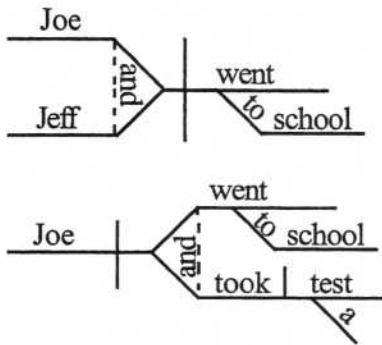 Joe
and
went
to
Jeff
school
went
to
Joe
and
school
took
test
a